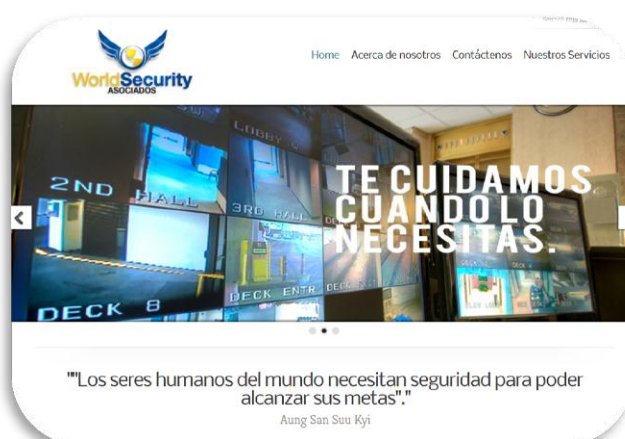 WorldSecurity
ASOCIADOS
Home Acerca de nosotros Contáctenos Nuestros Servicios
LOBBY
2ND HALL
3RD HALL
DECK 8
DECK ENTR
TE CUIDAMOS
CUANDO LO
NECESITAS.
""Los seres humanos del mundo necesitan seguridad para poder
alcanzar sus metas"."
Aung San Suu Kyi